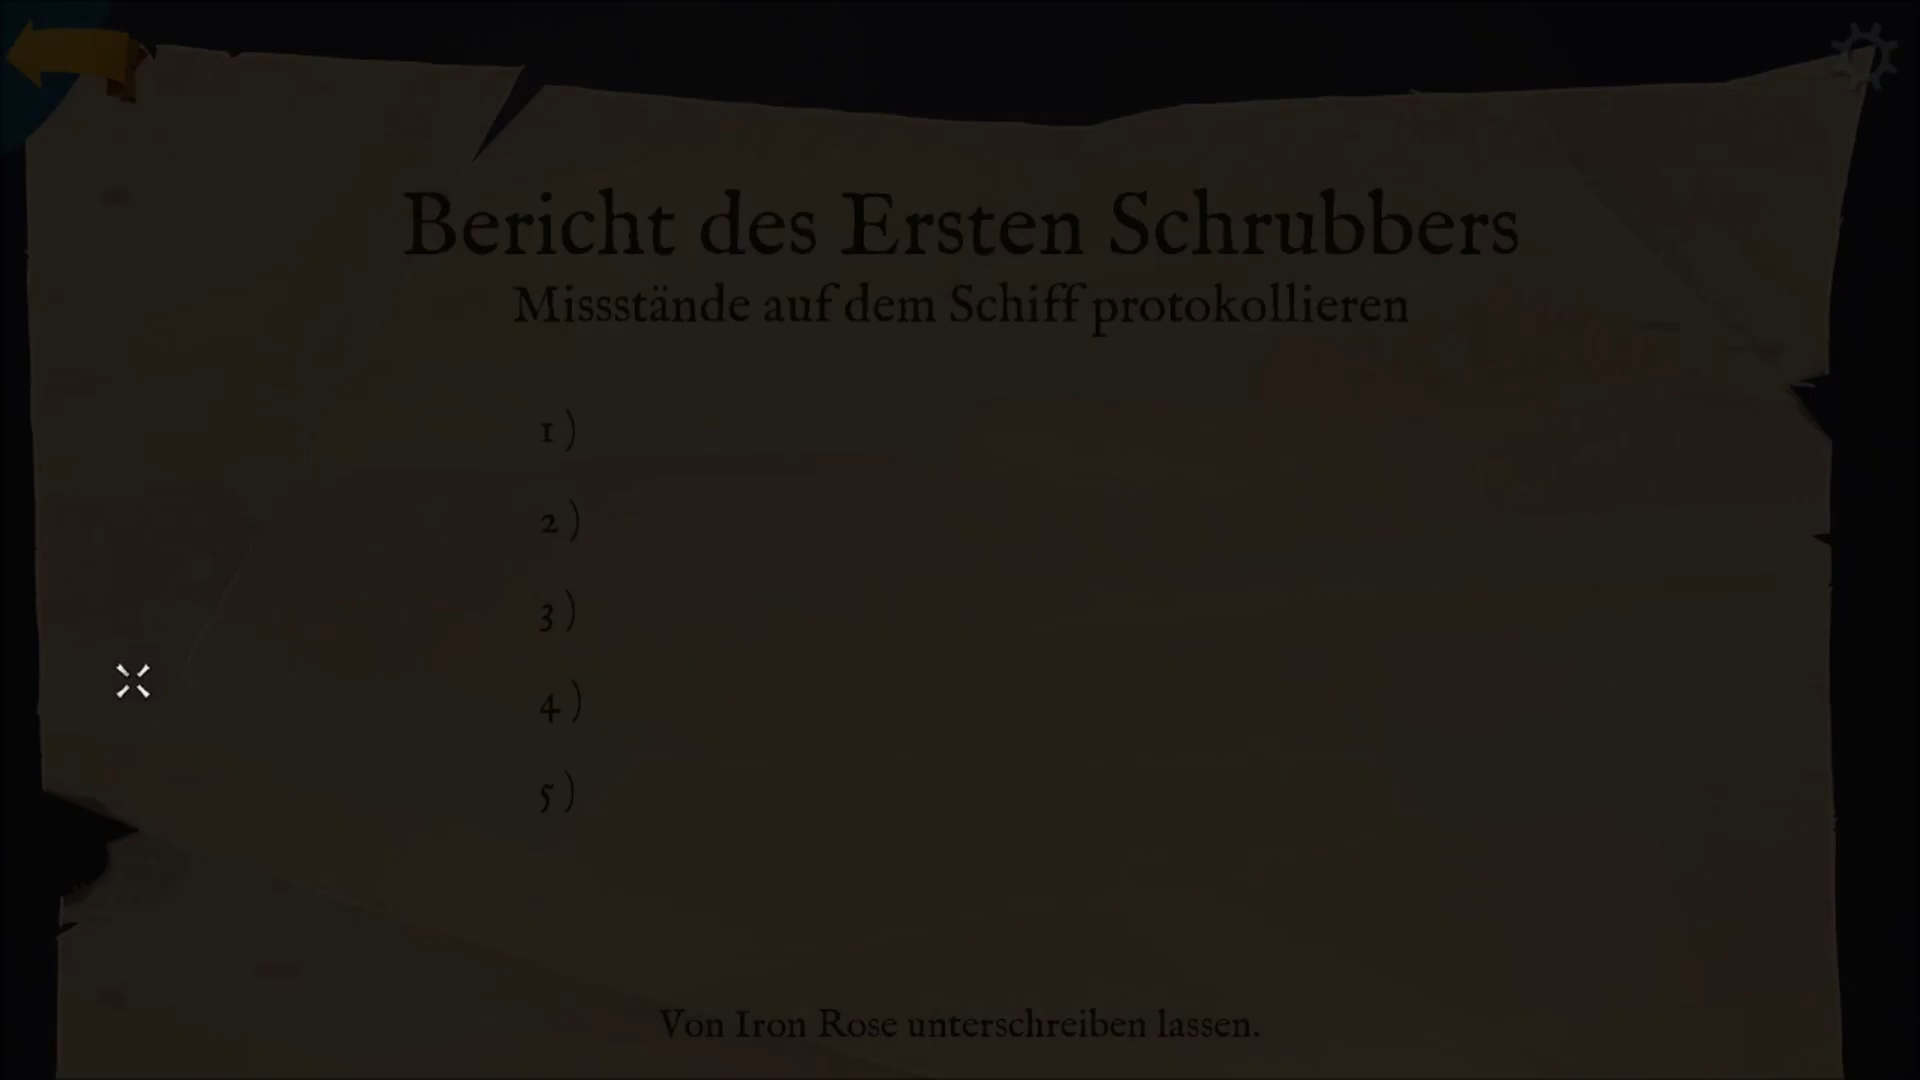 Bericht des Ersten Schrubbers
Missstände auf dem Schiff protokollieren
1 )
2 )
3 )
4 )
5 )
Von Iron Rose unterschreiben lassen.